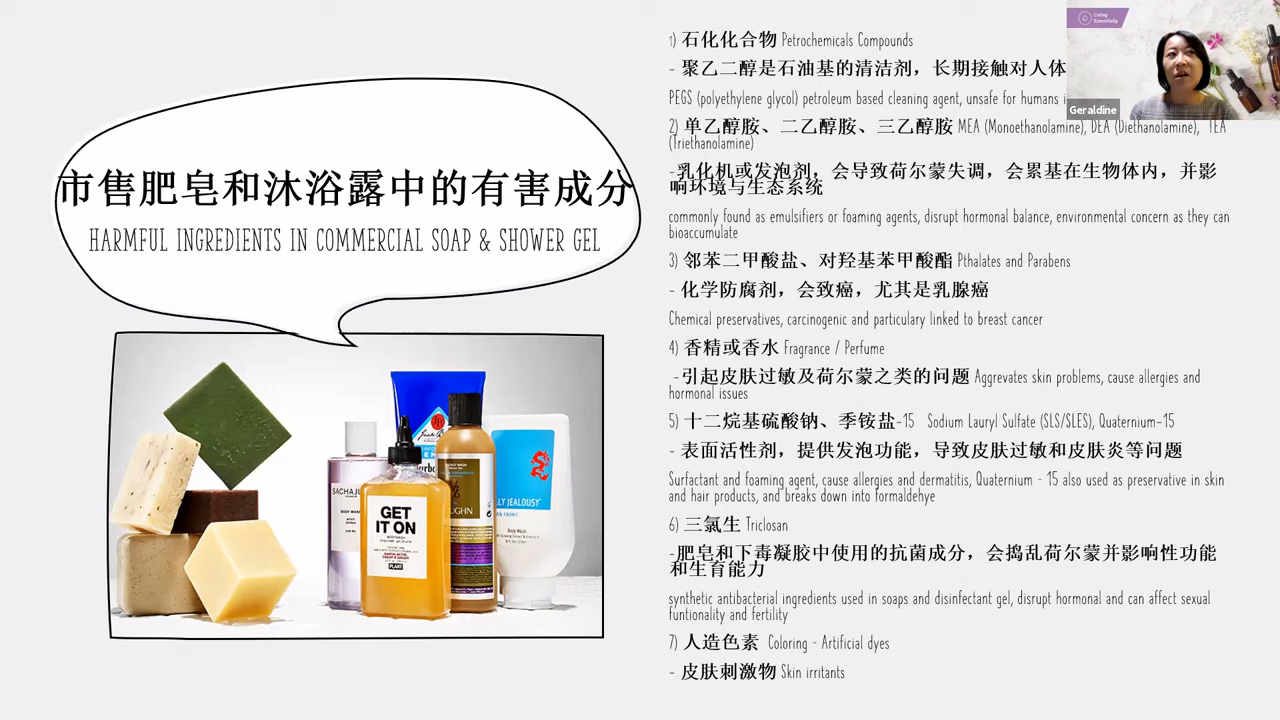 市售肥皂和沐浴露中的有害成分
HARMFUL INGREDIENTS IN COMMERCIAL SOAP & SHOWER GEL
SACHAJU
BODY WASH
GET
IT ON
BODYWASH
PLANT
UGHN
LLY JEALOUSY
Body Wash
1) 石化化合物 Petrochemicals Compounds
- 聚乙二醇是石油基的清洁剂，长期接触对人体
PEGS (polyethylene glycol) petroleum based cleaning agent, unsafe for humans
2) 单乙醇胺、二乙醇胺、三乙醇胺 MEA (Monoethanolamine), DEA (Diethanolamine), TEA
(Triethanolamine)
-乳化机或发泡剂，会导致荷尔蒙失调，会累基在生物体内，并影
响环境与生态系统
commonly found as emulsifiers or foaming agents, disrupt hormonal balance, environmental concern as they can
bioaccumulate
3) 邻苯二甲酸盐、对羟基苯甲酸酯 Pthalates and Parabens
- 化学防腐剂，会致癌，尤其是乳腺癌
Chemical preservatives, carcinogenic and particulary linked to breast cancer
4) 香精或香水 Fragrance / Perfume
-引起皮肤过敏及荷尔蒙之类的问题 Aggrevates skin problems, cause allergies and
hormonal issues
5) 十二烷基硫酸钠、季铵盐-15 Sodium Lauryl Sulfate (SLS/SLES), Quaternium-15
- 表面活性剂，提供发泡功能，导致皮肤过敏和皮肤炎等问题
Surfactant and foaming agent, cause allergies and dermatitis, Quaternium - 15 also used as preservative in skin
and hair products, and breaks down into formaldehye
6) 三氯生 Triclosan
-肥皂和下毒凝胶中使用的抗菌成分，会捣乱荷尔蒙并影响性功能
和生育能力
synthetic antibacterial ingredients used in soaps and disinfectant gel, disrupt hormonal and can affect sexual
funtionality and fertility
7) 人造色素 Coloring - Artificial dyes
- 皮肤刺激物 Skin irritants
Living
Essentially
Geraldine